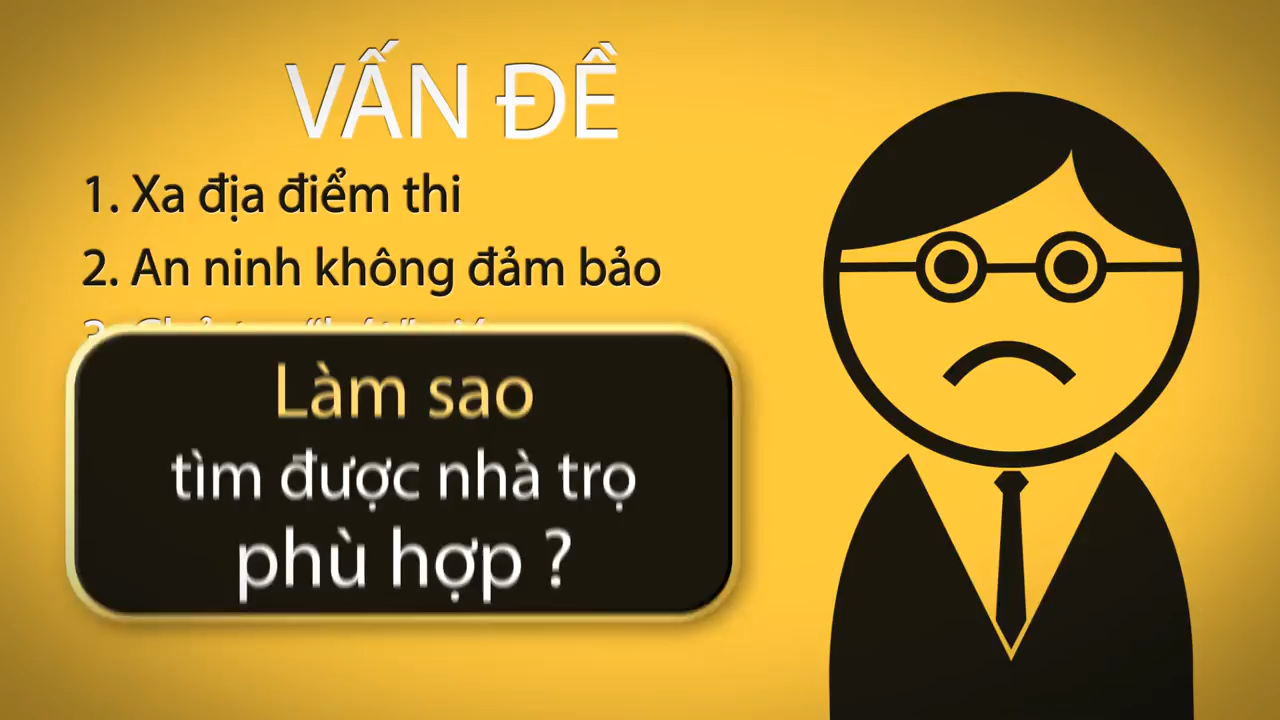 VẤN ĐỀ
1. Xa địa điểm thi
2. An ninh không đảm bảo
3.
Làm sao
tìm được nhà trọ
phù hợp ?